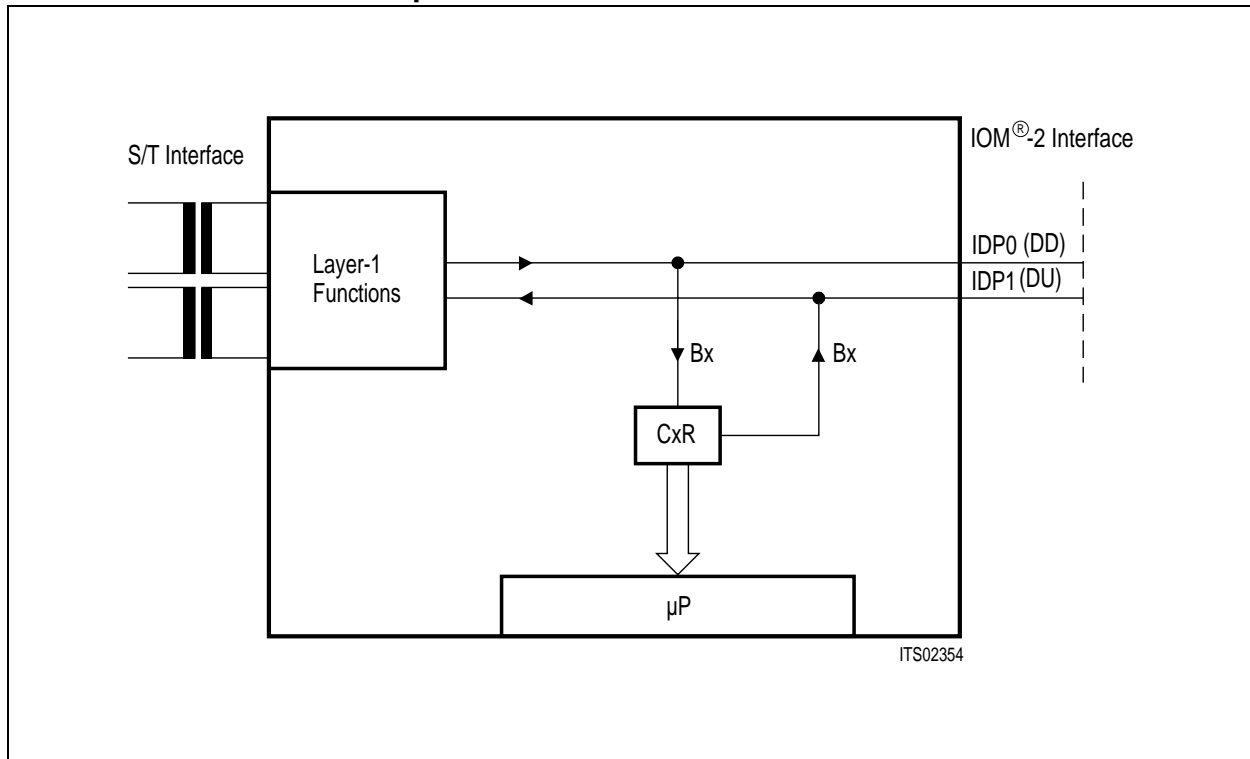 S/T Interface
IOM®-2 Interface
Layer-1
Functions
IDP0 (DD)
IDP1 (DU)
Bx
Bx
CxR
µP
ITS02354